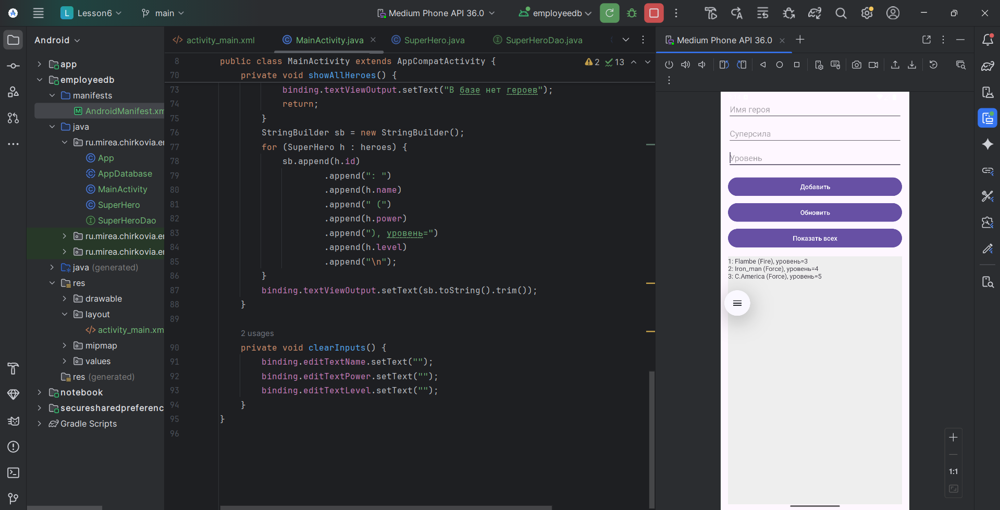 L Lesson6
main
Medium Phone API 36.0
employeedb
Android
activity_main.xml
MainActivity.java
SuperHero.java
SuperHeroDao.java
Medium Phone API 36.0
app
employeedb
manifests
AndroidManifest.xm
java
ru.mirea.chirkovia.er
App
AppDatabase
MainActivity
SuperHero
SuperHeroDao
ru.mirea.chirkovia.er
ru.mirea.chirkovia.er
java (generated)
res
drawable
layout
activity_main.xm
mipmap
values
res (generated)
notebook
securesharedpreferenc
Gradle Scripts
2 13
8 public class MainActivity extends AppCompatActivity {
70 private void showAllHeroes() {
73 binding.textViewOutput.setText("В базе нет героев");
74 return;
75 }
76 StringBuilder sb = new StringBuilder();
77 for (SuperHero h : heroes) {
78 sb.append(h.id)
79 .append(": ")
80 .append(h.name)
81 .append(" (")
82 .append(h.power)
83 .append("), уровень=")
84 .append(h.level)
85 .append("\n");
86 }
87 binding.textViewOutput.setText(sb.toString().trim());
88 }
89
2 usages
90 private void clearInputs() {
91 binding.editTextName.setText("");
92 binding.editTextPower.setText("");
93 binding.editTextLevel.setText("");
94 }
95 }
96
Имя героя
Суперсила
Уровень
Добавить
Обновить
Показать всех
1: Flambe (Fire), уровень=3
2: Iron_man (Force), уровень=4
3: C.America (Force), уровень=5
1:1